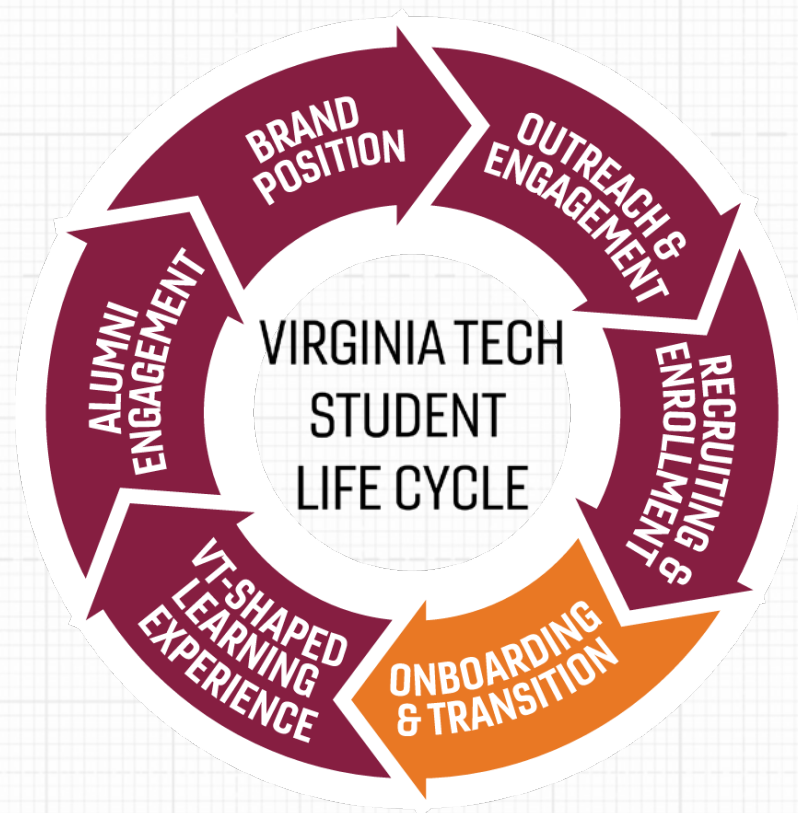 BRAND
POSITION
OUTREACH &
ENGAGEMENT
RECRUITING &
ENROLLMENT
ONBOARDING
& TRANSITION
VT-SHAPED
LEARNING
EXPERIENCE
ALUMNI
ENGAGEMENT
VIRGINIA TECH
STUDENT
LIFE CYCLE